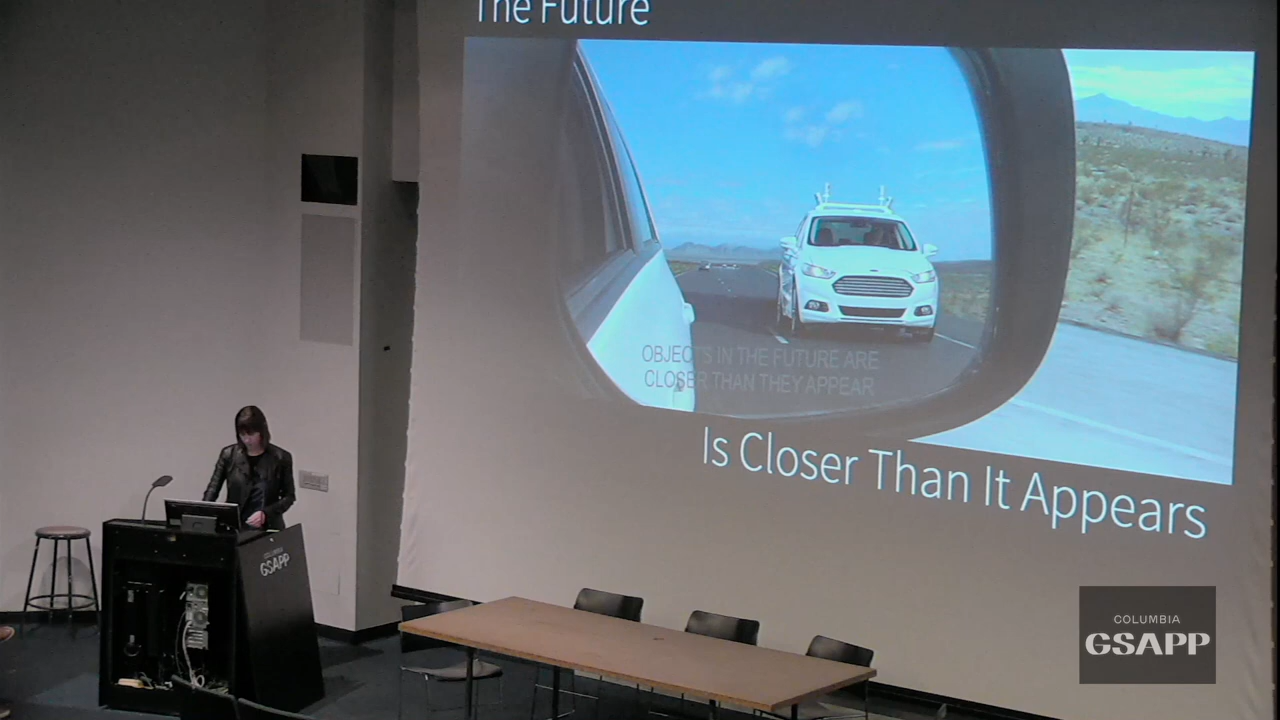 The Future
OBJECTS IN THE FUTURE ARE
CLOSER THAN THEY APPEAR
Is Closer Than It Appears
COLUMBIA
GSAPP
COLUMBIA
GSAPP